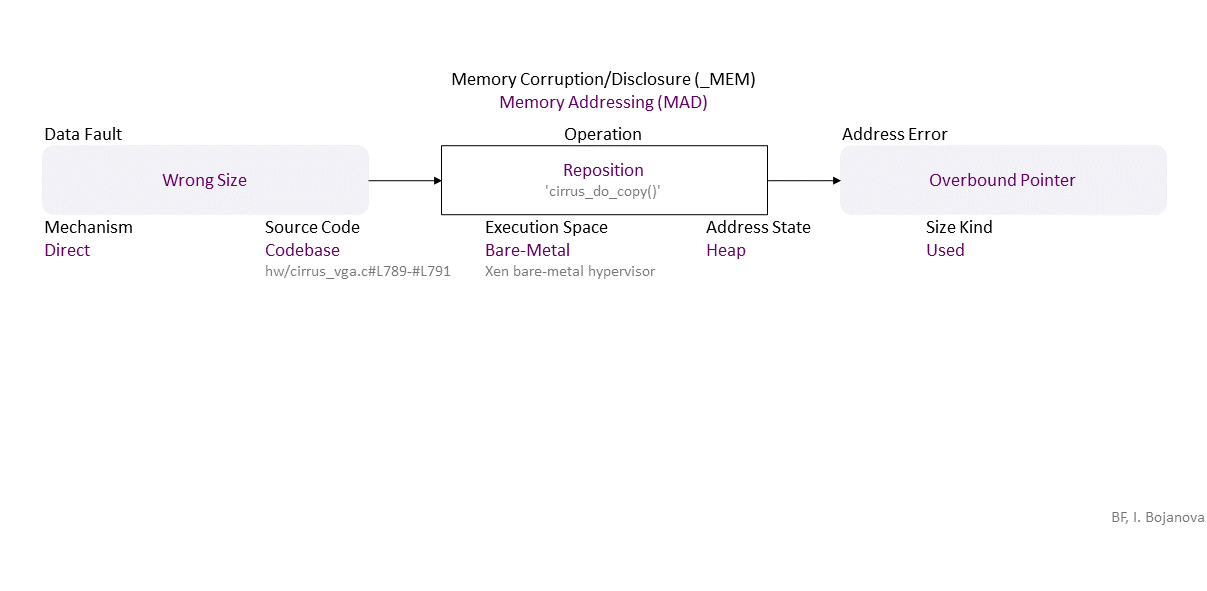 Memory Corruption/Disclosure (_MEM)
Memory Addressing (MAD)
Data Fault
Operation
Address Error
Wrong Size
Reposition
'cirrus_do_copy()'
Overbound Pointer
Mechanism
Source Code
Execution Space
Address State
Size Kind
Direct
Codebase
Bare-Metal
Heap
Used
hw/cirrus_vga.c#L789-#L791
Xen bare-metal hypervisor
BF, I. Bojanova